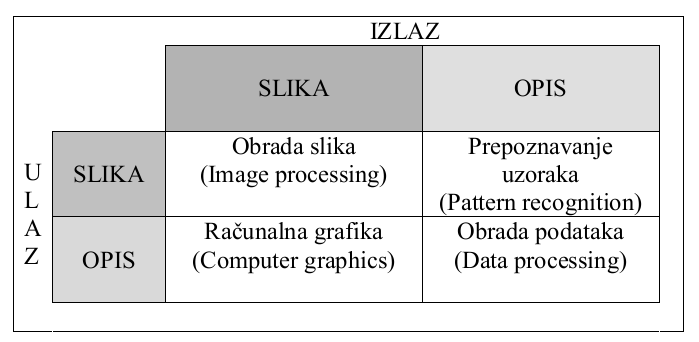 IZLAZ
SLIKA OPIS
ULAZ
SLIKA
Obrada slika
(Image processing)
Prepoznavanje
uzoraka
(Pattern recognition)
OPIS
Računalna grafika
(Computer graphics)
Obrada podataka
(Data processing)